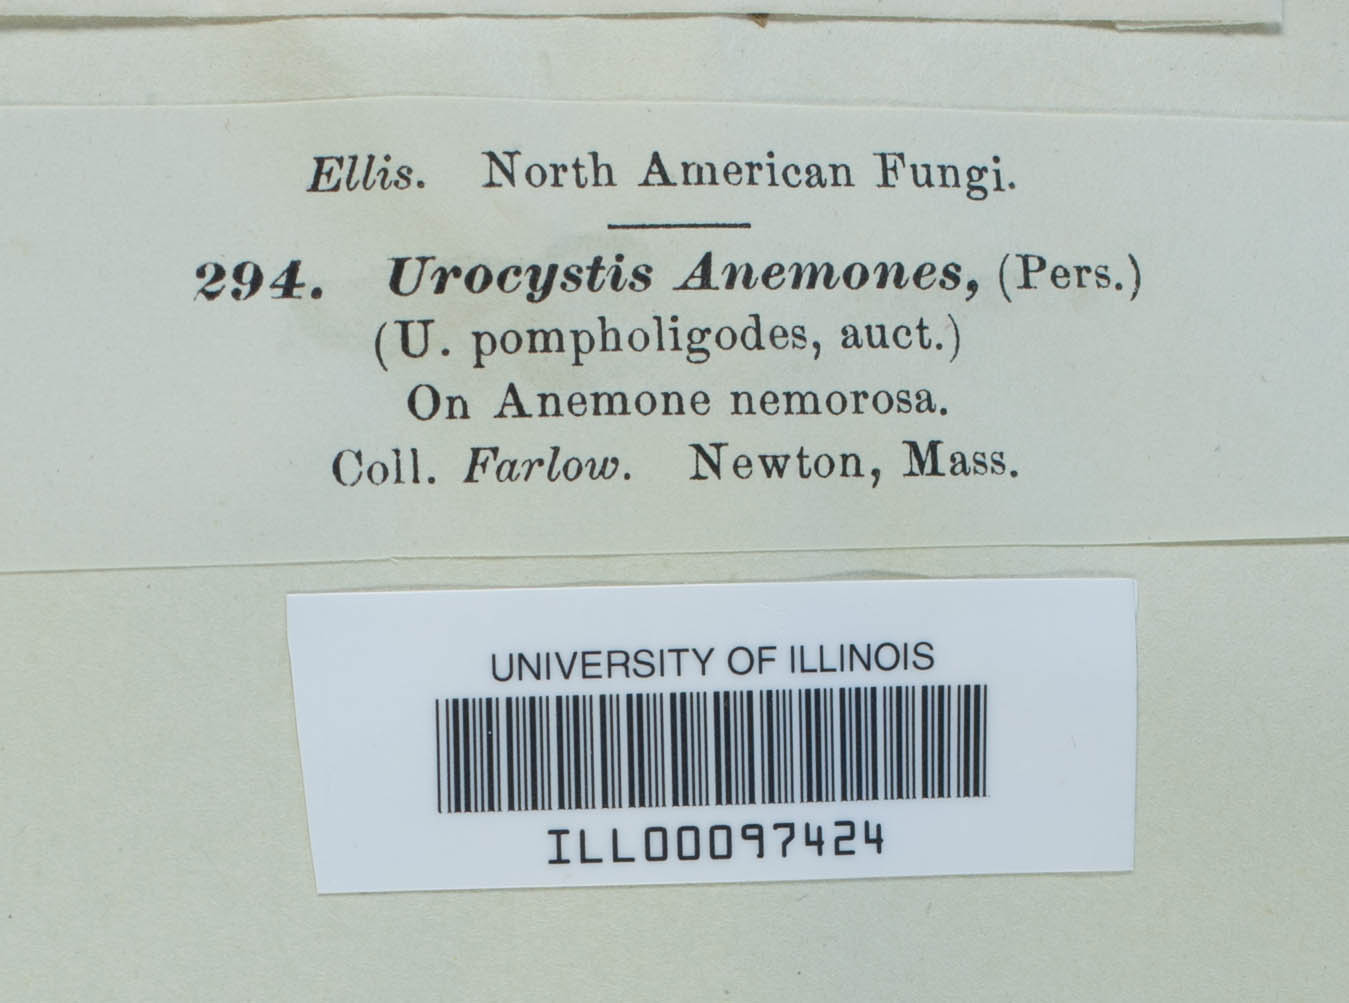 Ellis. North American Fungi.
294. Urocystis Anemones, (Pers.)
(U. pompholigodes, auct.)
On Anemone nemorosa.
Coll. Farlow. Newton, Mass.
UNIVERSITY OF ILLINOIS
ILL00097424